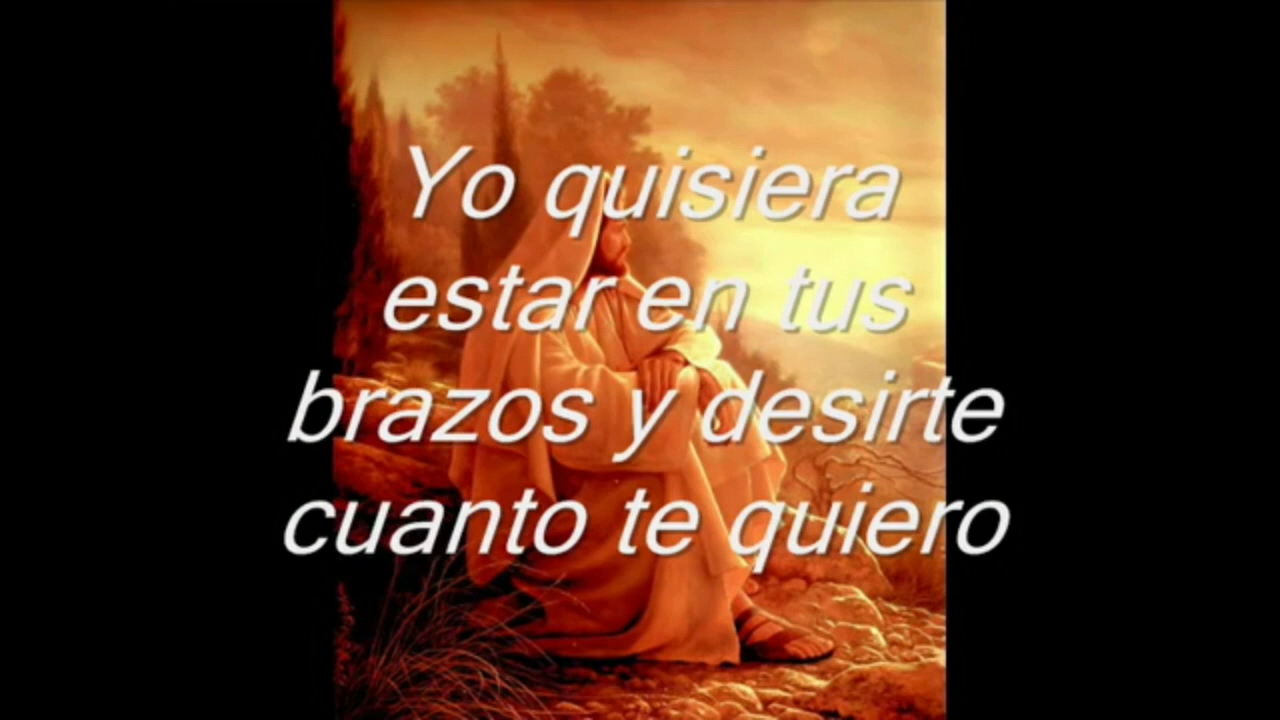 Yo quisiera
estar en tus
brazos y desirte
cuanto te quiero